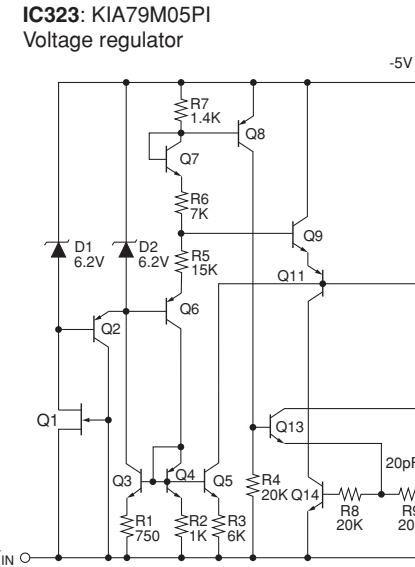 IC323: KIA79M05PI
Voltage regulator
-5V
R7
1.4K
Q8
Q7
R6
7K
Q9
D1
6.2V
D2
6.2V
R5
15K
Q11
Q2
Q6
Q1
Q13
Q3
Q4
Q5
R4
20K
20pF
Q14
R1
750
R2
1K
R3
6K
R8
20K
IN